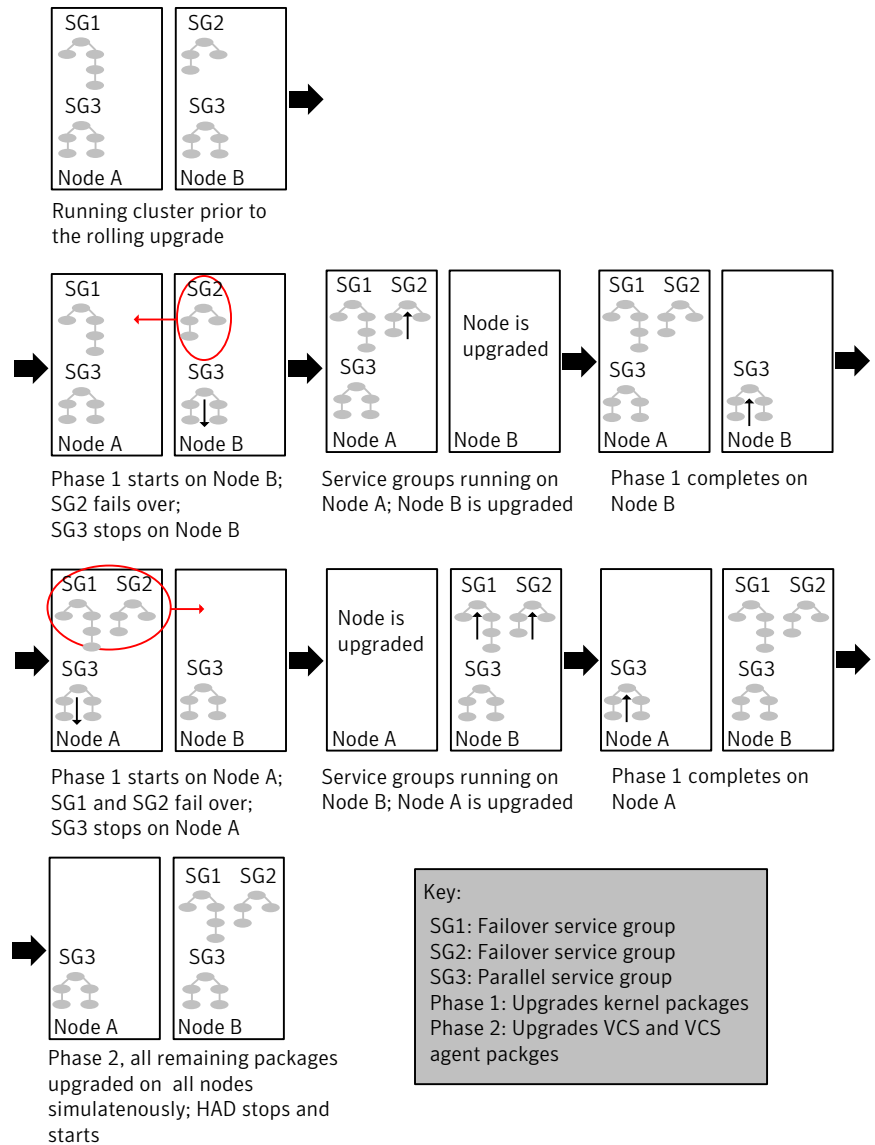 SG1
SG2
SG3
SG3
Node A
Node B
Running cluster prior to
the rolling upgrade
SG1
SG2
SG3
SG3
Node A
Node B
Phase 1 starts on Node B;
SG2 fails over;
SG3 stops on Node B
SG1 SG2
Node is
upgraded
SG3
Node A
Node B
Service groups running on
Node A; Node B is upgraded
SG1 SG2
SG3
SG3
Node A
Node B
Phase 1 completes on
Node B
SG1 SG2
SG3
SG3
Node A
Node B
Phase 1 starts on Node A;
SG1 and SG2 fail over;
SG3 stops on Node A
Node is
upgraded
SG1 SG2
SG3
Node A
Node B
Service groups running on
Node B; Node A is upgraded
SG1 SG2
SG3
SG3
Node A
Node B
Phase 1 completes on
Node A
SG1 SG2
SG3
SG3
Node A
Node B
Phase 2, all remaining packages
upgraded on all nodes
simulatenously; HAD stops and
starts
Key:
SG1: Failover service group
SG2: Failover service group
SG3: Parallel service group
Phase 1: Upgrades kernel packages
Phase 2: Upgrades VCS and VCS
agent packges